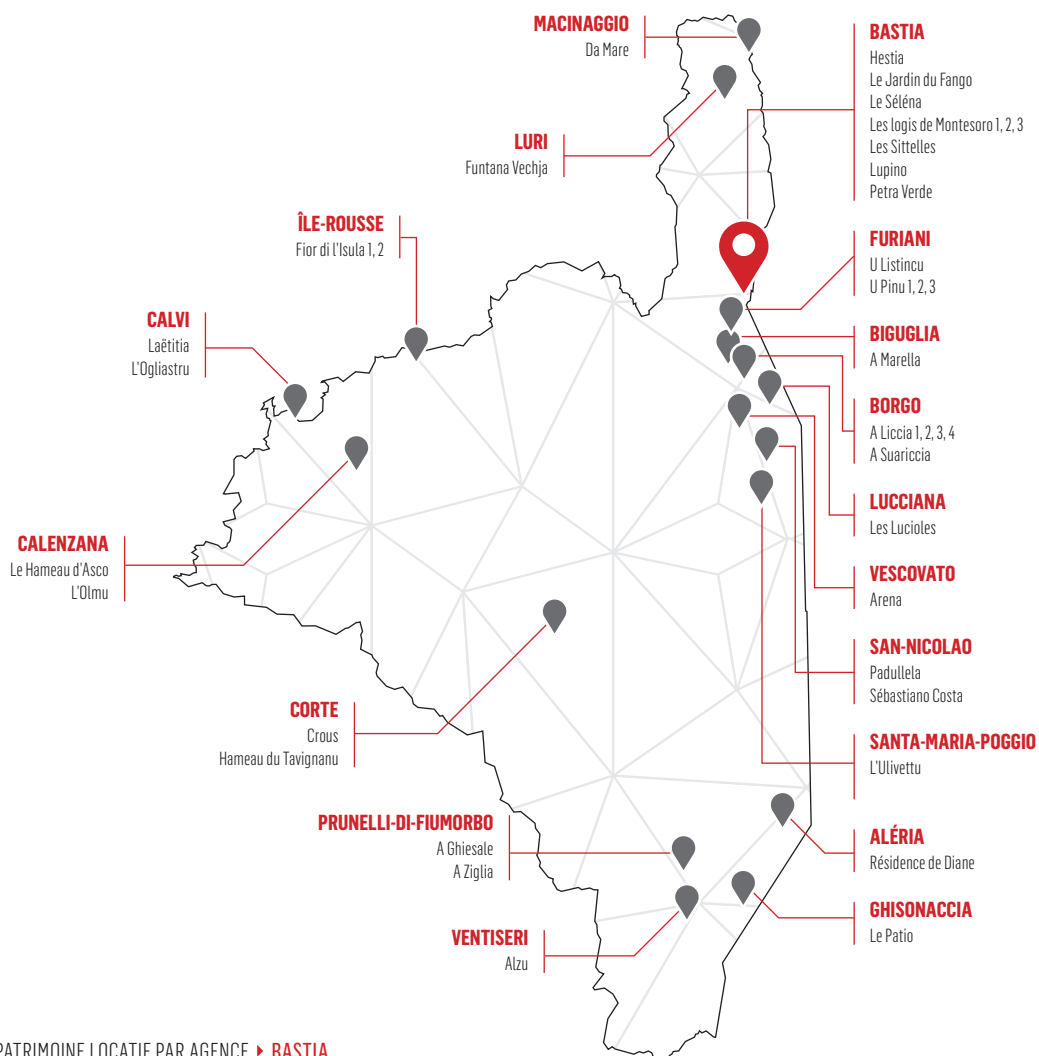 MACINAGGIO
Da Mare
LURI
Funtana Vechja
ÎLE-ROUSSE
Fior di l'Isula 1, 2
CALVI
Laëtitia
L'Ogliastru
CALENZANA
Le Hameau d'Asco
L'Olmu
CORTE
Crous
Hameau du Tavignanu
PRUNELLI-DI-FIUMORBO
A Ghiesale
A Ziglia
VENTISERI
Alzu
BASTIA
Hestia
Le Jardin du Fango
Le Séléna
Les logis de Montesoro 1, 2, 3
Les Sittelles
Lupino
Petra Verde
FURIANI
U Listincu
U Pinu 1, 2, 3
BIGUGLIA
A Marella
BORGO
A Liccia 1, 2, 3, 4
A Suariccia
LUCCIANA
Les Lucioles
VESCOVATO
Arena
SAN-NICOLAO
Padullela
Sébastiano Costa
SANTA-MARIA-POGGIO
L'Ulivettu
ALÉRIA
Résidence de Diane
GHISONACCIA
Le Patio
PATRIMOINE LOCATIF PAR AGENCE ▸ BASTIA